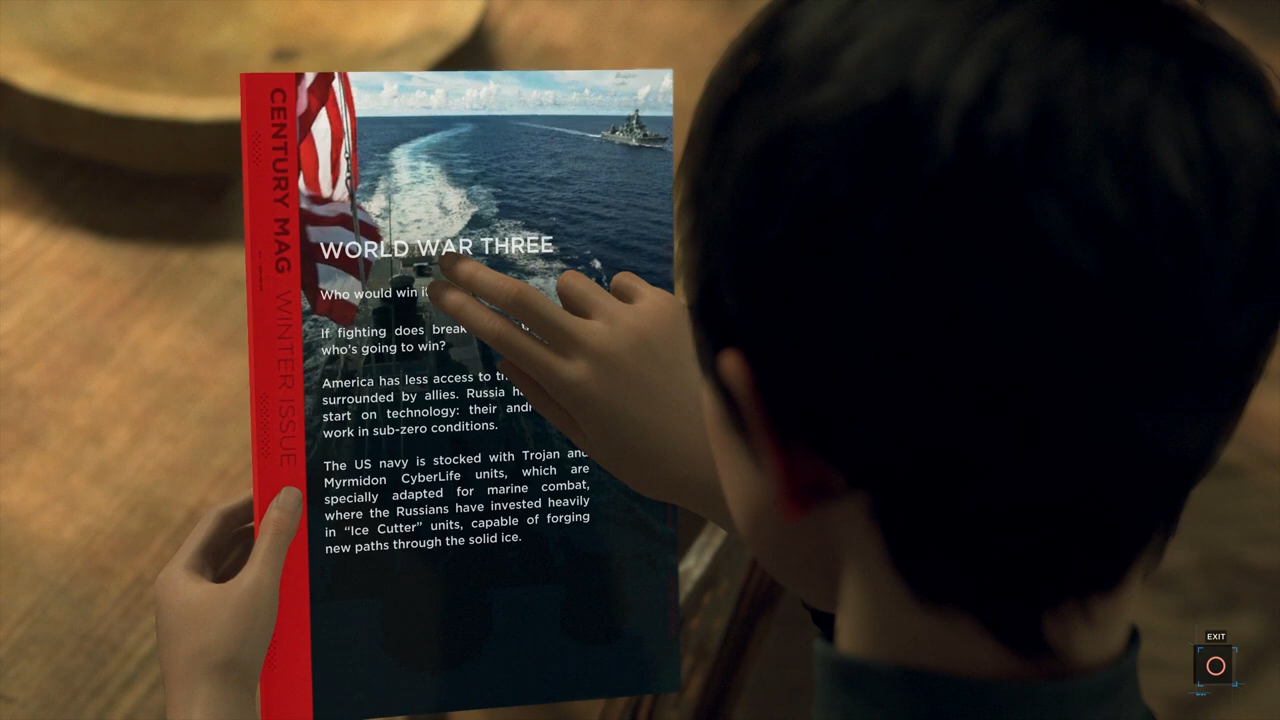 CENTURY MAG WINTER ISSUE
WORLD WAR THREE
Who would win
If fighting does break
who's going to win?
America has less access to
surrounded by allies. Russia
start on technology: their
work in sub-zero conditions.
The US navy is stocked with Trojan and
Myrmidon CyberLife units, which are
specially adapted for marine combat,
where the Russians have invested heavily
in “Ice Cutter” units, capable of forging
new paths through the solid ice.
EXIT